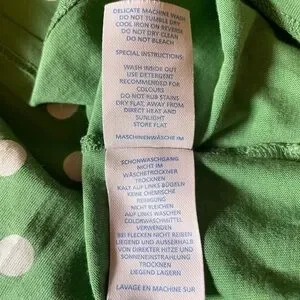 DELICATE MACHINE WASH
DO NOT TUMBLE DRY
COOL IRON ON REVERSE
DO NOT DRY CLEAN
DO NOT BLEACH
SPECIAL INSTRUCTIONS:
WASH INSIDE OUT
USE DETERGENT
RECOMMENDED FOR
COLOURS
DO NOT RUB STAINS
DRY FLAT, AWAY FROM
DIRECT HEAT AND
SUNLIGHT
STORE FLAT
MASCHINENWÄSCHE IM
SCHONWASCHGANG
NICHT IM
WÄSCHETROCKNER
TROCKNEN
KALT AUF LINKS BÜGELN
KEINE CHEMISCHE
REINIGUNG
NICHT BLEICHEN
AUF LINKS WASCHEN
COLORWASCHMITTEL
VERWENDEN
BEI FLECKEN NICHT REIBEN
LIEGEND UND AUSSERHALB
VON DIREKTER HITZE UND
SONNENEINSTRAHLUNG
TROCKNEN
LIEGEND LAGERN
LAVAGE EN MACHINE SUR